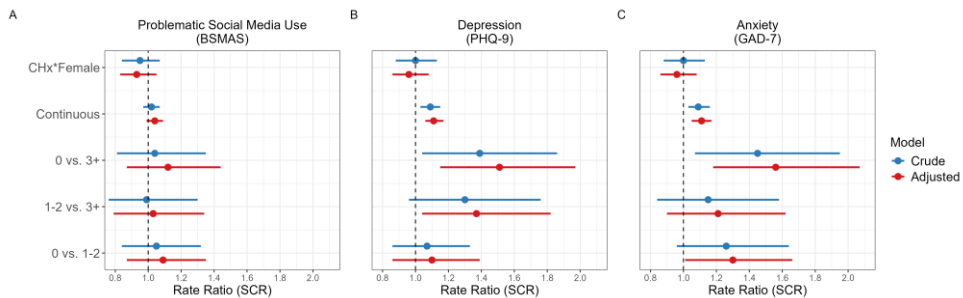 A
Problematic Social Media Use
(BSMAS)
B
Depression
(PHQ-9)
C
Anxiety
(GAD-7)
CHx*Female
Continuous
0 vs. 3+
1-2 vs. 3+
0 vs. 1-2
0.8 1.0 1.2 1.4 1.6 1.8 2.0
Rate Ratio (SCR)
0.8 1.0 1.2 1.4 1.6 1.8 2.0
Rate Ratio (SCR)
0.8 1.0 1.2 1.4 1.6 1.8 2.0
Rate Ratio (SCR)
Model
Crude
Adjusted